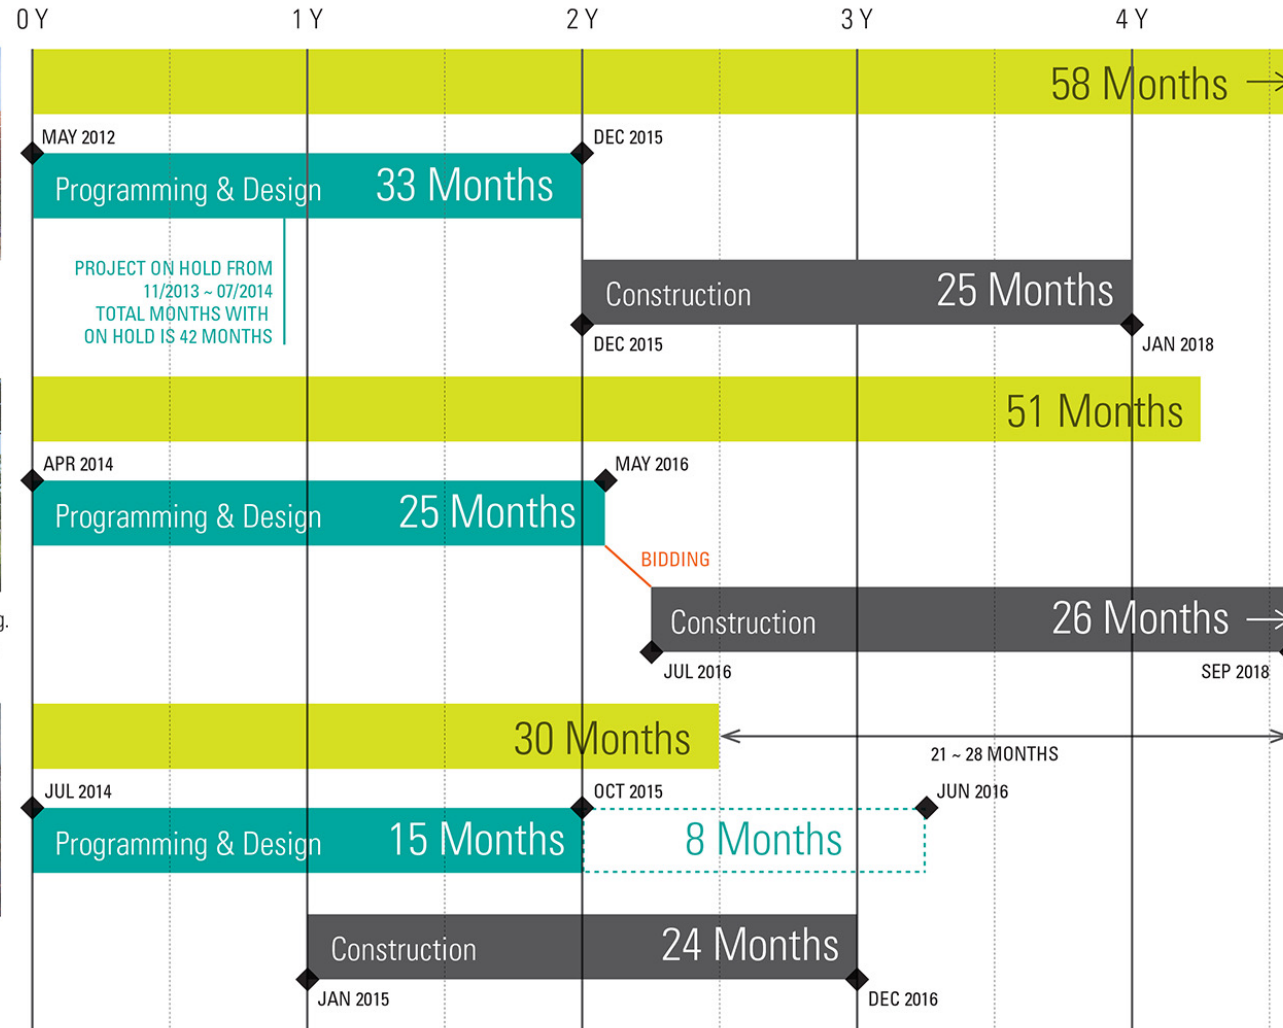 0 Y 1 Y 2 Y 3 Y 4 Y
58 Months
MAY 2012 DEC 2015
Programming & Design 33 Months
PROJECT ON HOLD FROM
11/2013 ~ 07/2014
TOTAL MONTHS WITH
ON HOLD IS 42 MONTHS
Construction 25 Months
DEC 2015 JAN 2018
51 Months
APR 2014 MAY 2016
Programming & Design 25 Months
BIDDING
Construction 26 Months
JUL 2016 SEP 2018
30 Months
21 ~ 28 MONTHS
JUL 2014 OCT 2015 JUN 2016
Programming & Design 15 Months 8 Months
Construction 24 Months
JAN 2015 DEC 2016